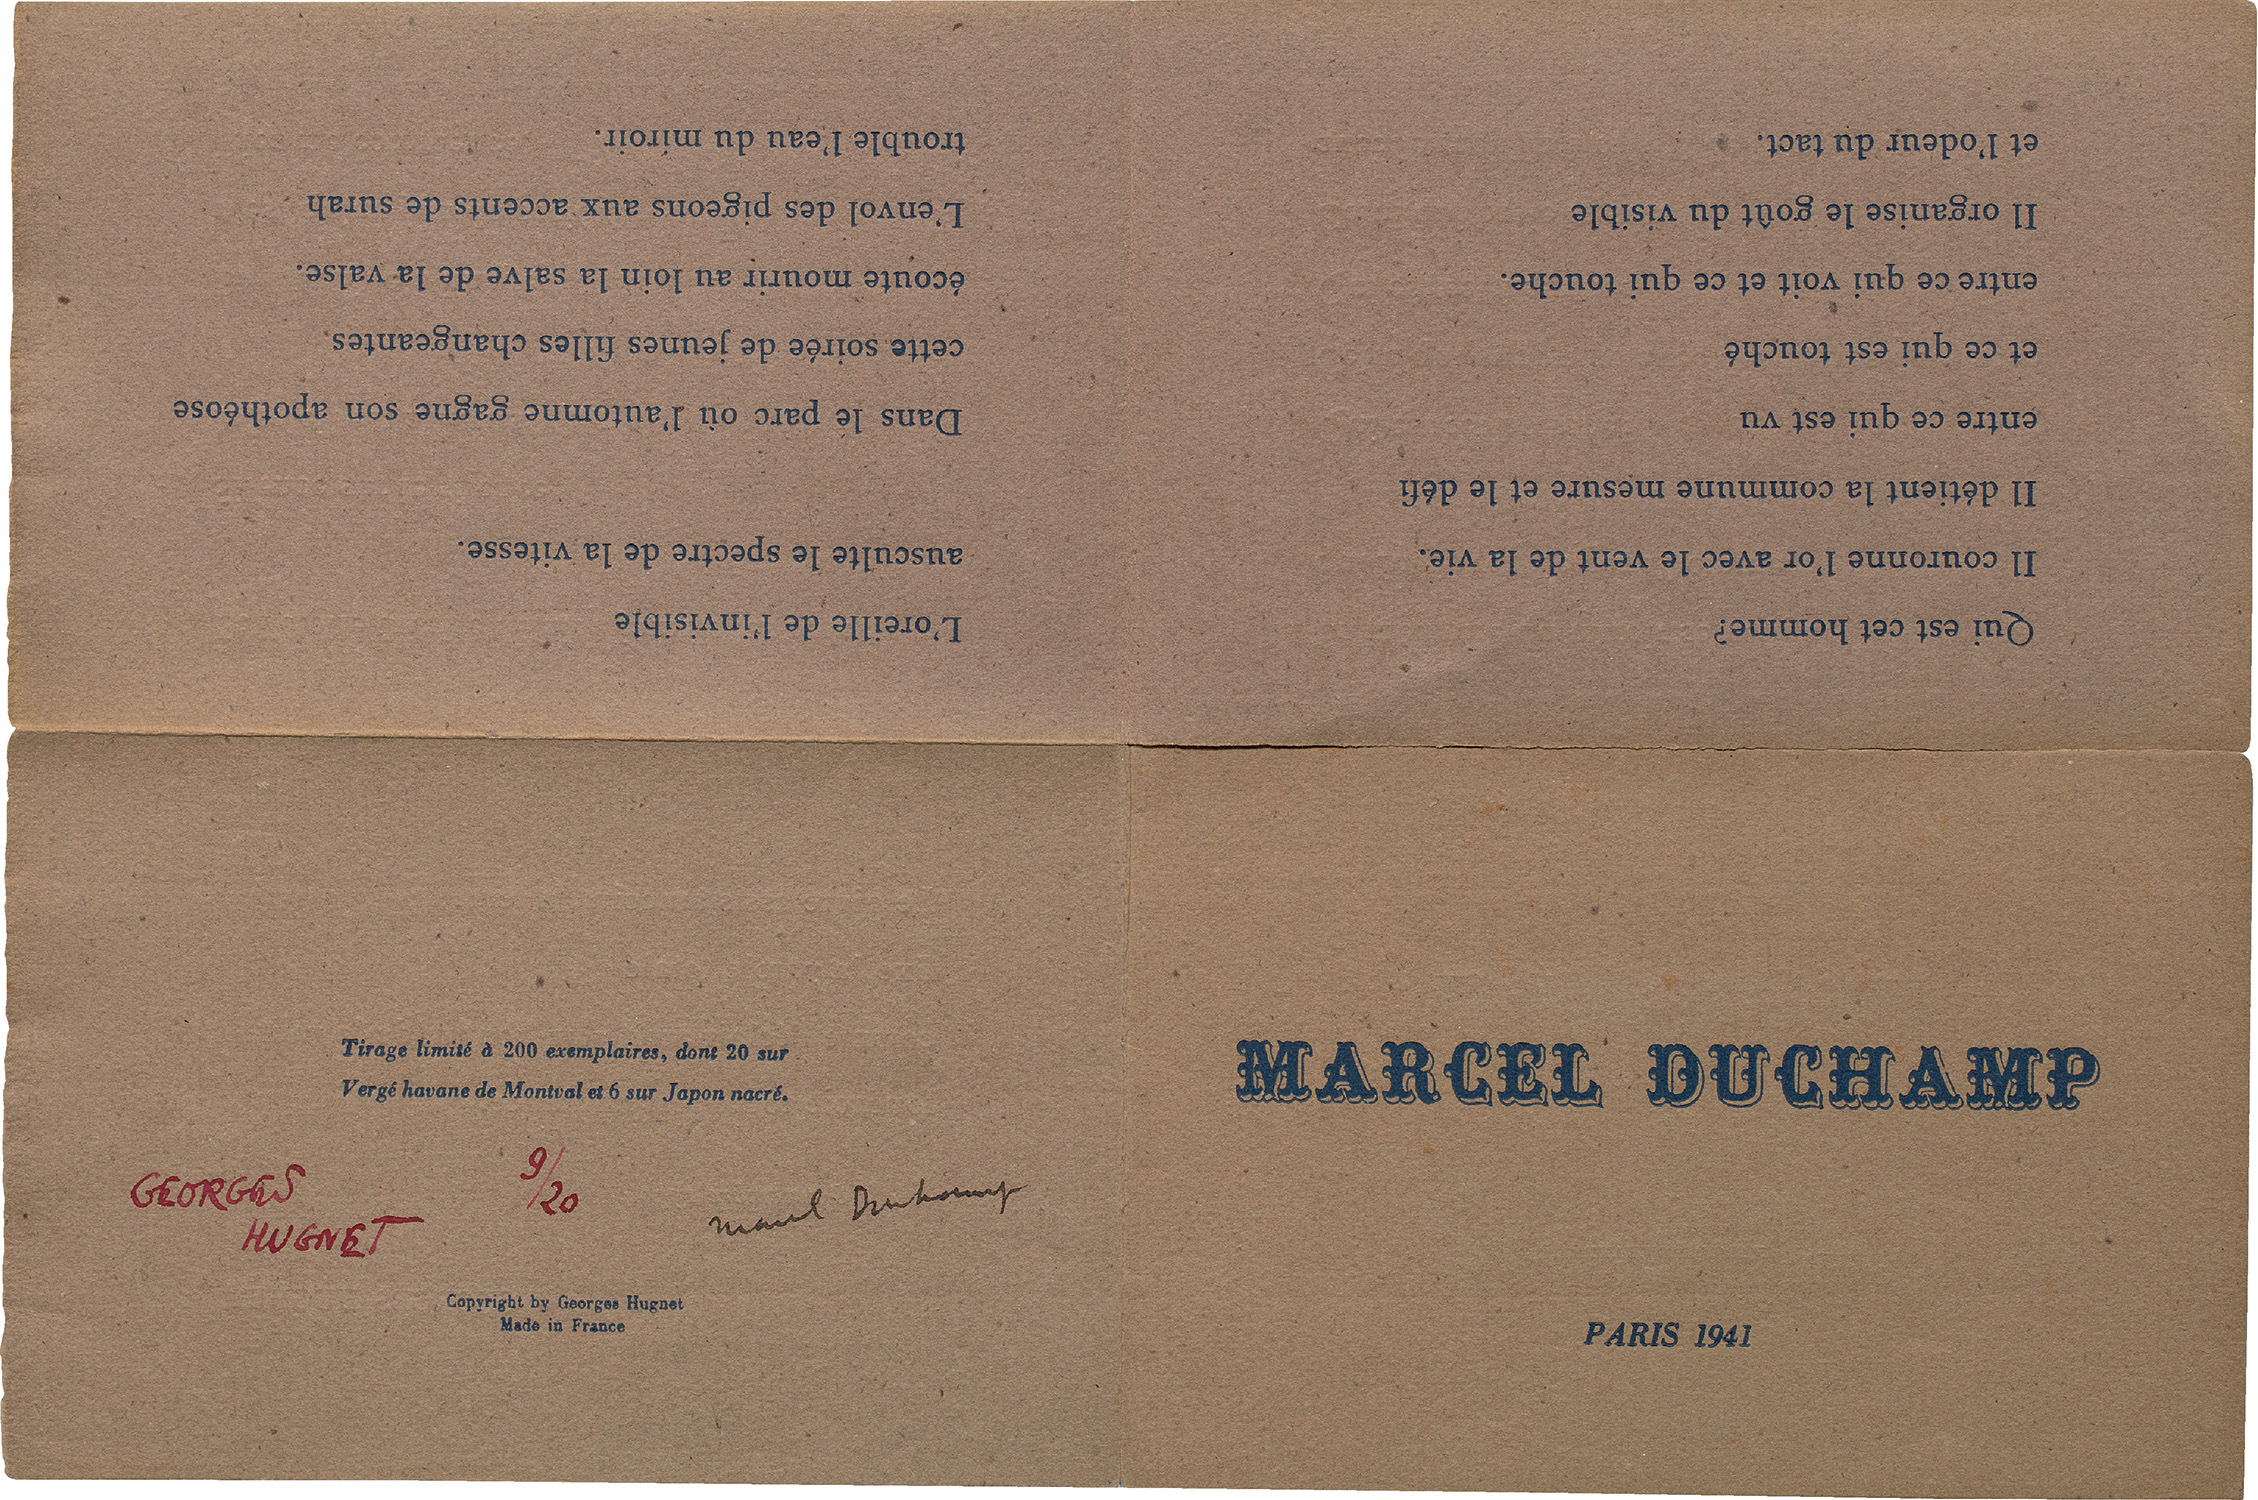 MARCEL DUCHAMP
PARIS 1941
Qui est cet homme?
Il couronne l'or avec le vent de la vie.
Il détient la commune mesure et le défi
entre ce qui est vu
et ce qui est touché
entre ce qui voit et ce qui touche.
Il organise le goût du visible
et l'odeur du tact.
L'oreille de l'invisible
ausculte le spectre de la vitesse.
Dans le parc où l'automne gagne son apothéose
cette soirée de jeunes filles changeantes
écoute mourir au loin la salve de la valse.
L'envol des pigeons aux accents de surah
trouble l'eau du miroir.
Tirage limité à 200 exemplaires, dont 20 sur
Vergé havane de Montval et 6 sur Japon nacré.
GEORGES
HUGNET
9/20
Marcel Duchamp
Copyright by Georges Hugnet
Made in France